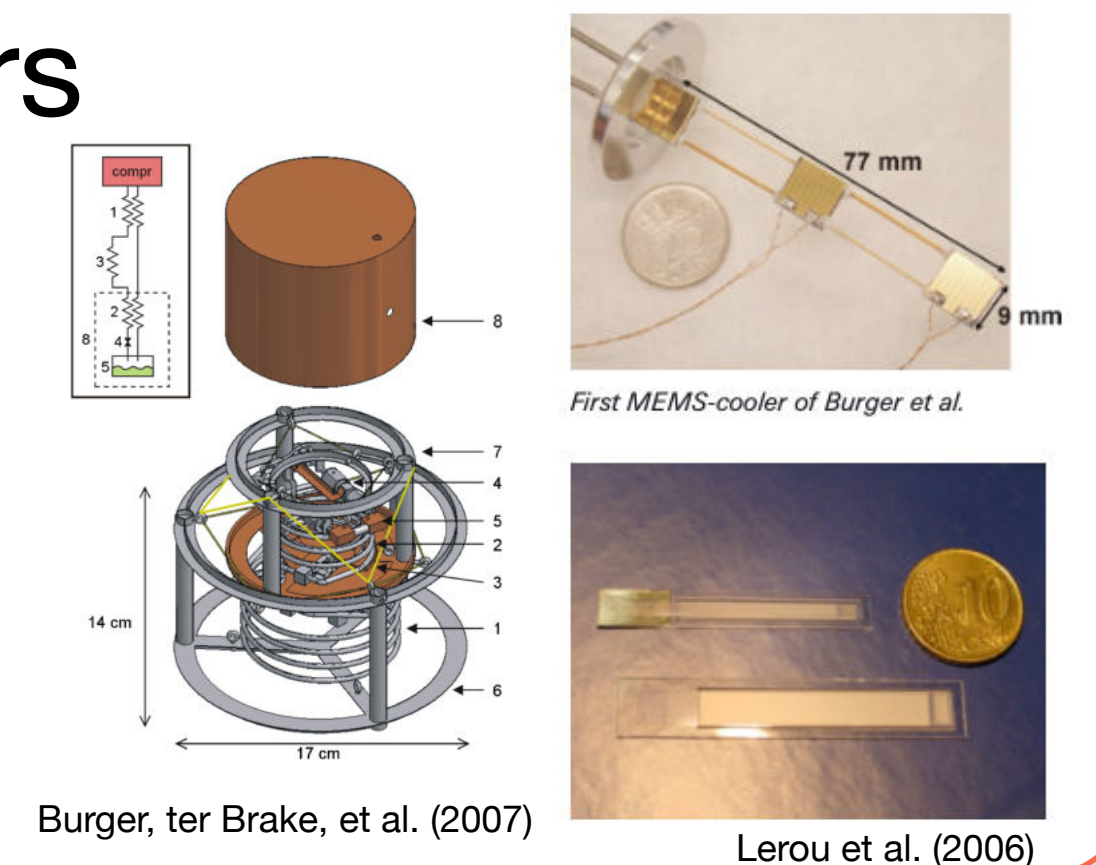 rs
compr
1
3
2
8
4
5
8
7
4
5
2
3
1
6
14 cm
17 cm
Burger, ter Brake, et al. (2007)
77 mm
9 mm
First MEMS-cooler of Burger et al.
10
Lerou et al. (2006)